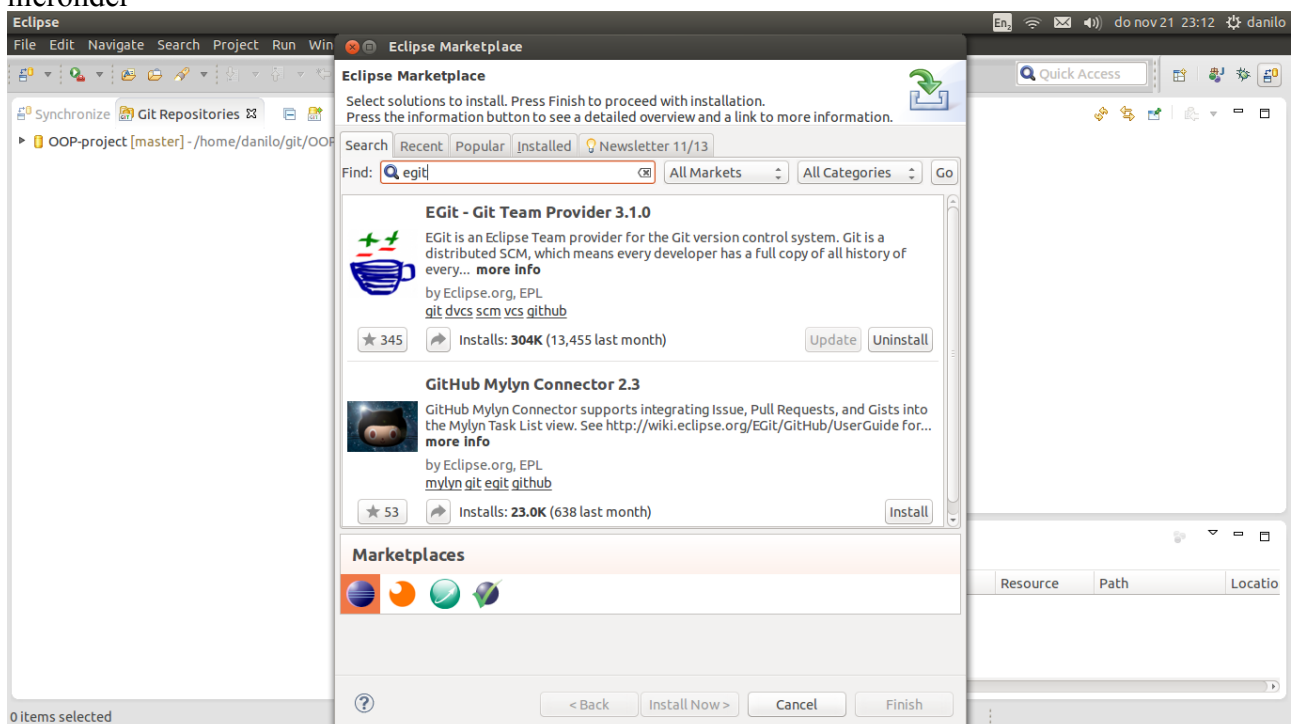 hieronder
Eclipse
En2 do nov 21 23:12 danilo
File Edit Navigate Search Project Run Win
Eclipse Marketplace
Quick Access
Eclipse Marketplace
Select solutions to install. Press Finish to proceed with installation.
Press the information button to see a detailed overview and a link to more information.
Synchronize Git Repositories
OOP-project [master] - /home/danilo/git/OOP
Search Recent Popular Installed Newsletter 11/13
Find: egit All Markets All Categories Go
EGit - Git Team Provider 3.1.0
EGit is an Eclipse Team provider for the Git version control system. Git is a
distributed SCM, which means every developer has a full copy of all history of
every... more info
by Eclipse.org, EPL
git dvcs scm vcs github
345 Installs: 304K (13,455 last month) Update Uninstall
GitHub Mylyn Connector 2.3
GitHub Mylyn Connector supports integrating Issue, Pull Requests, and Gists into
the Mylyn Task List view. See http://wiki.eclipse.org/EGit/GitHub/UserGuide for...
more info
by Eclipse.org, EPL
mylyn git egit github
53 Installs: 23.0K (638 last month) Install
Marketplaces
Resource Path Locatio
? < Back Install Now > Cancel Finish
0 items selected